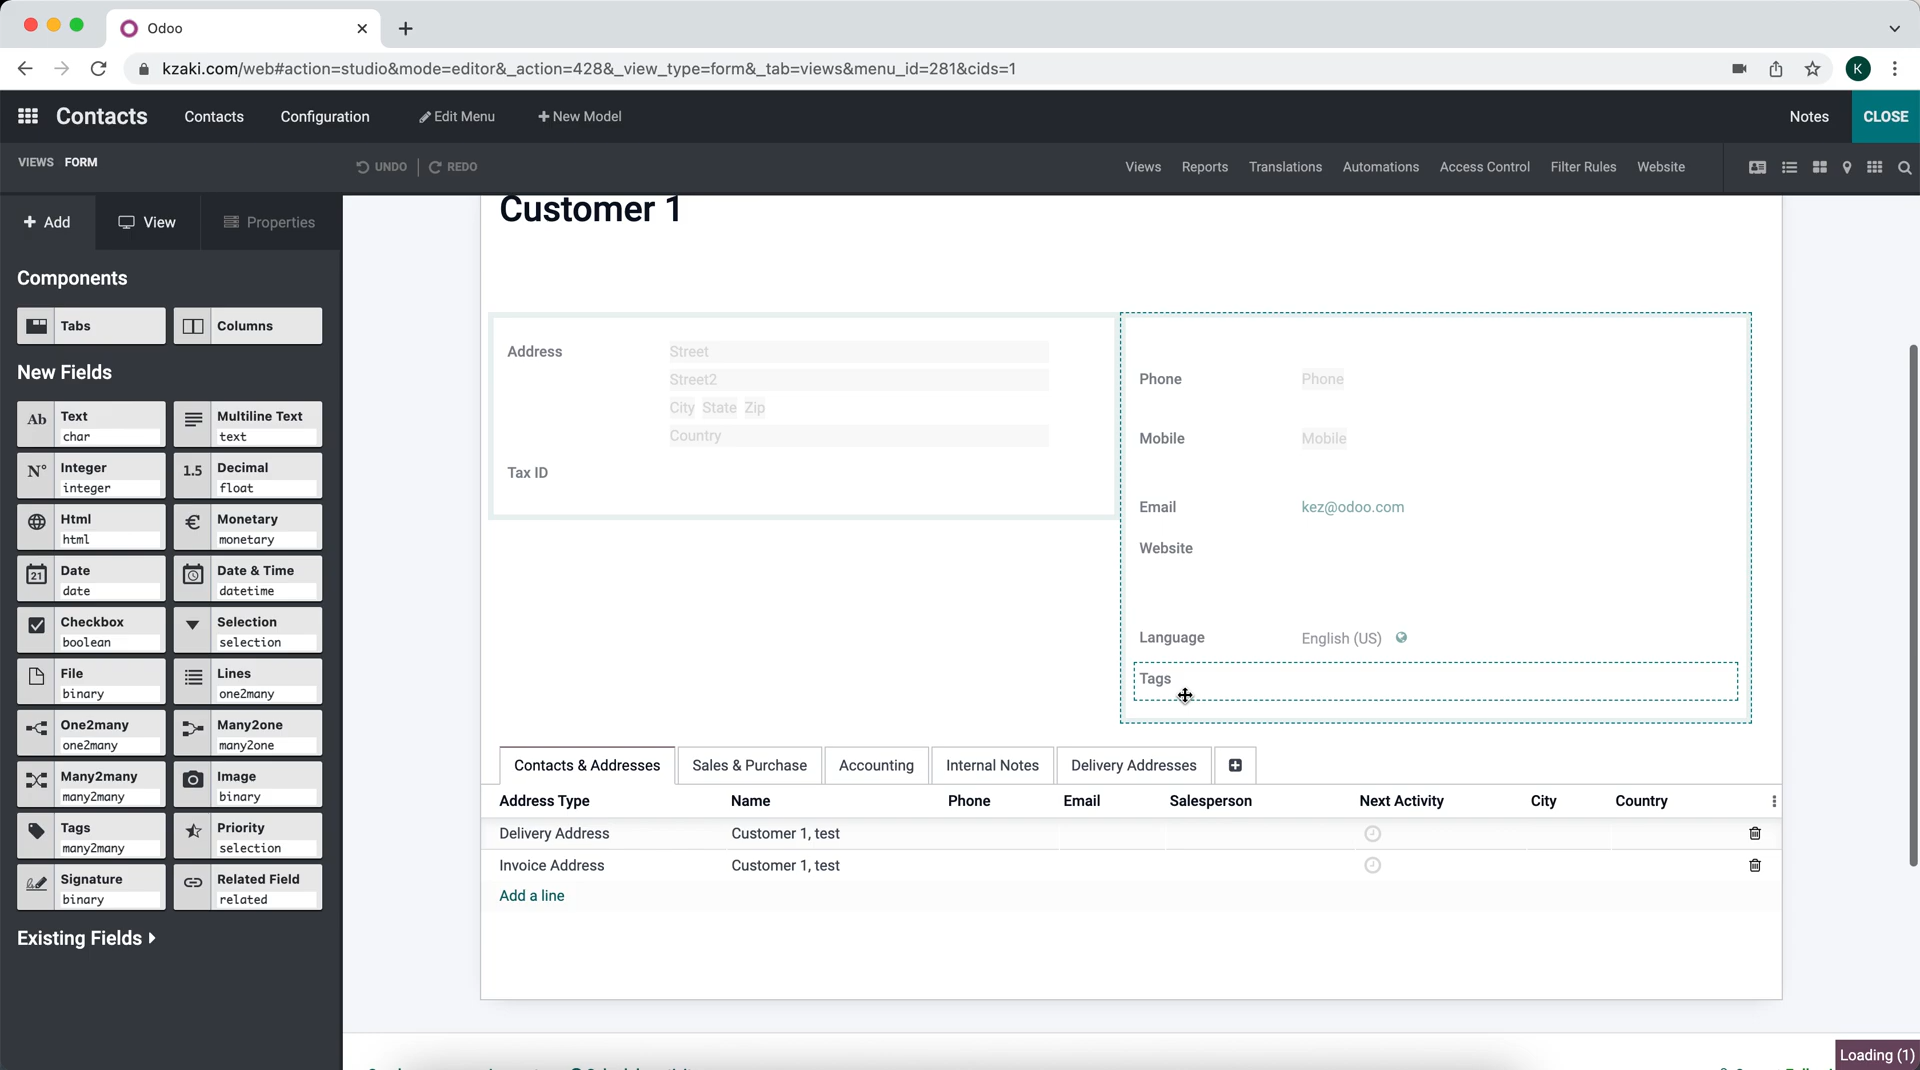 Odoo
kzaki.com/web#action=studio&mode=editor&_action=428&_view_type=form&_tab=views&menu_id=281&cids=1
K
Contacts Contacts Configuration Edit Menu + New Model Notes CLOSE
VIEWS FORM UNDO REDO Views Reports Translations Automations Access Control Filter Rules Website
+ Add View Properties
Components
Tabs Columns
New Fields
Ab Text char
Multiline Text text
N° Integer integer
1.5 Decimal float
Html html
€ Monetary monetary
21 Date date
Date & Time datetime
Checkbox boolean
Selection selection
File binary
Lines one2many
One2many one2many
Many2one many2one
Many2many many2many
Image binary
Tags many2many
Priority selection
Signature binary
Related Field related
Existing Fields
Customer 1
Address Street
Street2
City State Zip
Country
Tax ID
Phone Phone
Mobile Mobile
Email kez@odoo.com
Website
Language English (US)
Tags
Contacts & Addresses Sales & Purchase Accounting Internal Notes Delivery Addresses
Address Type Name Phone Email Salesperson Next Activity City Country
Delivery Address Customer 1, test
Invoice Address Customer 1, test
Add a line
Loading (1)